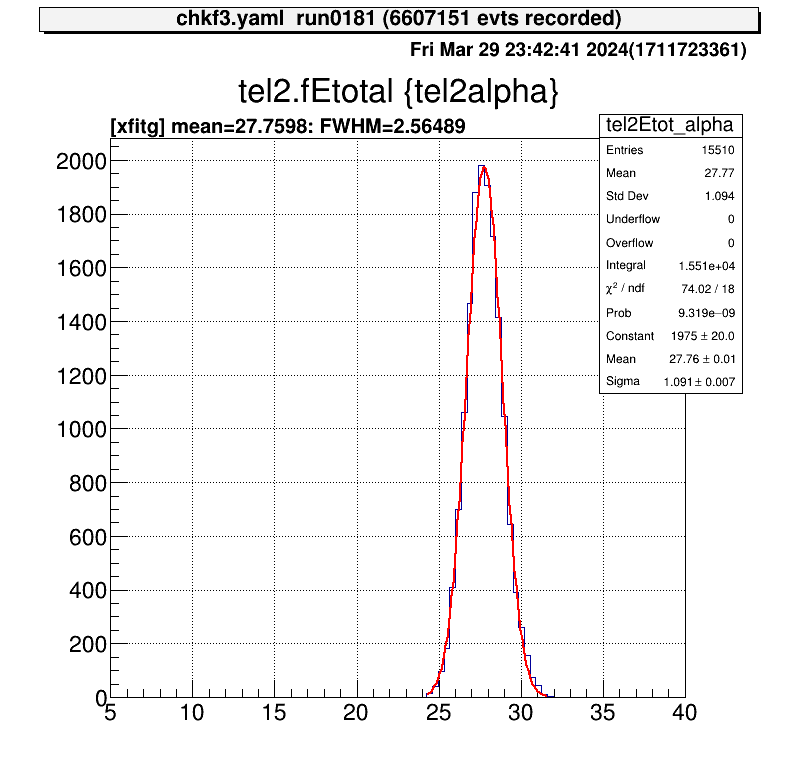 chkf3.yaml  run0181 (6607151 evts recorded)
Fri Mar 29 23:42:41 2024(1711723361)
tel2.fEtotal {tel2alpha}
[xfitg] mean=27.7598: FWHM=2.56489
tel2Etot_alpha
Entries 15510
Mean 27.77
Std Dev 1.094
Underflow 0
Overflow 0
Integral 1.551e+04
χ² / ndf 74.02 / 18
Prob 9.319e−09
Constant 1975 ± 20.0
Mean 27.76 ± 0.01
Sigma 1.091 ± 0.007
2000
1800
1600
1400
1200
1000
800
600
400
200
0
5 10 15 20 25 30 35 40